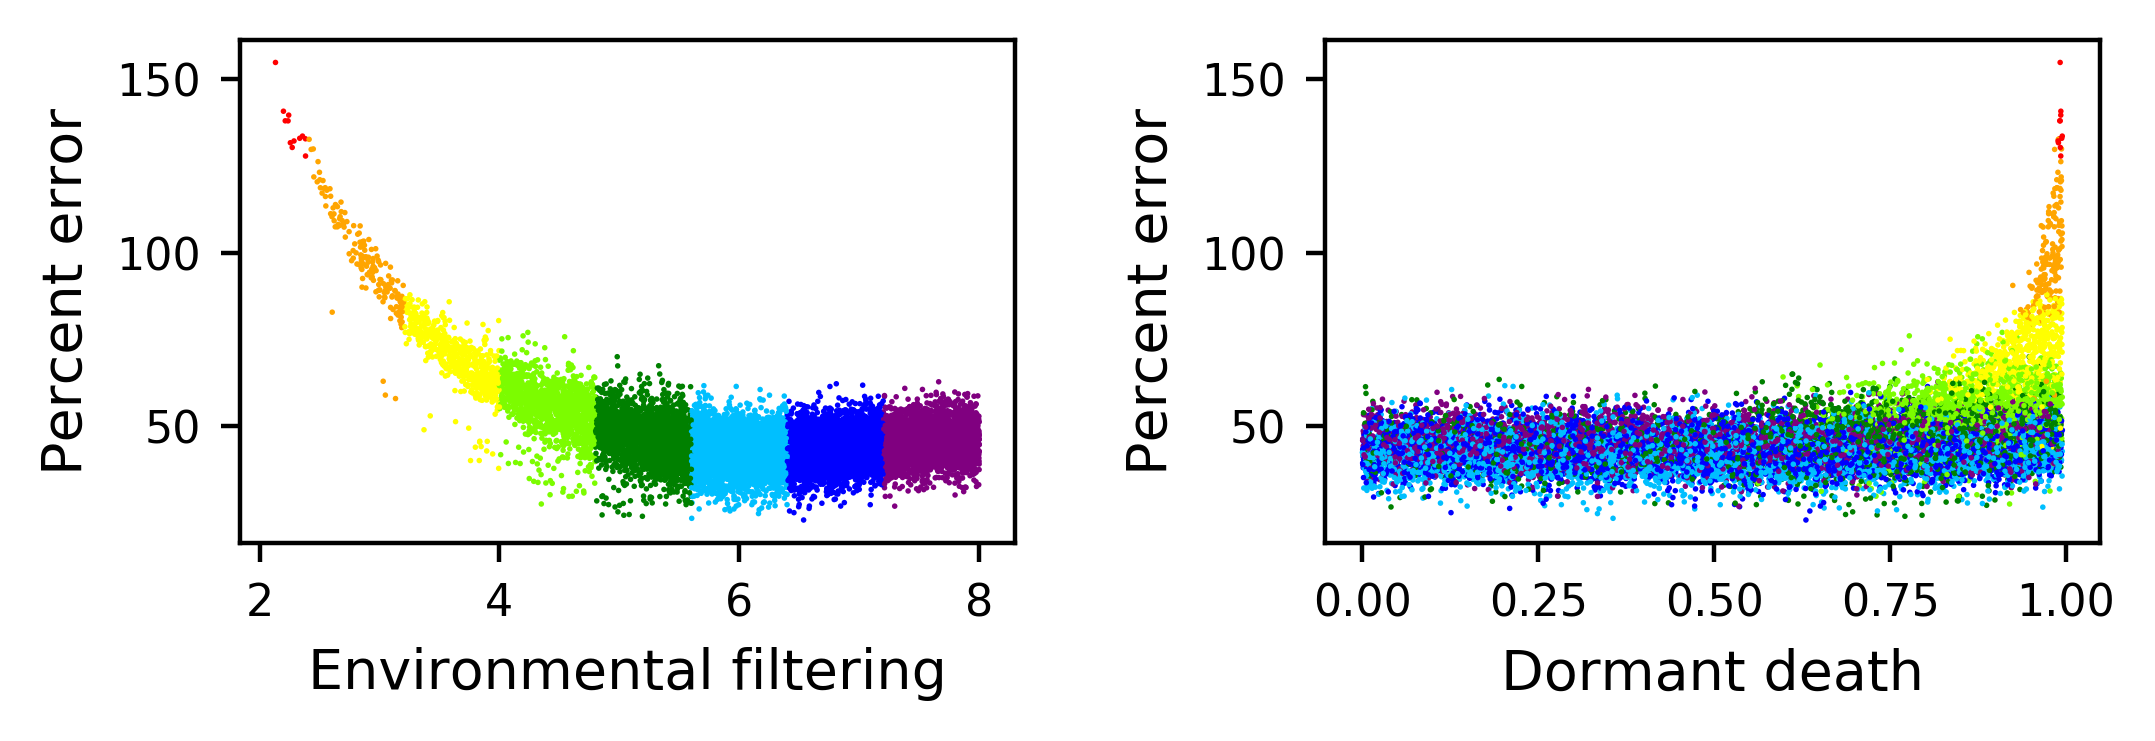 Percent error
150
100
50
2 4 6 8
Environmental filtering
Percent error
150
100
50
0.00 0.25 0.50 0.75 1.00
Dormant death